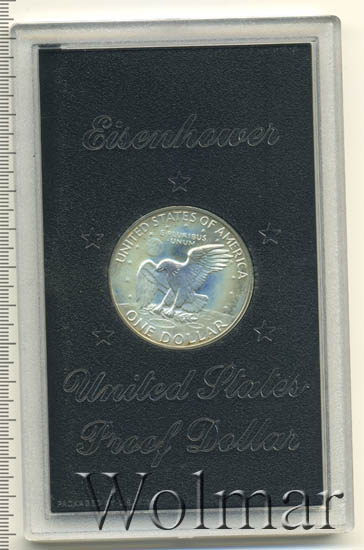 Eisenhower
UNITED STATES OF AMERICA
E PLURIBUS
UNUM
ONE DOLLAR
United States
Proof Dollar
Wolmar